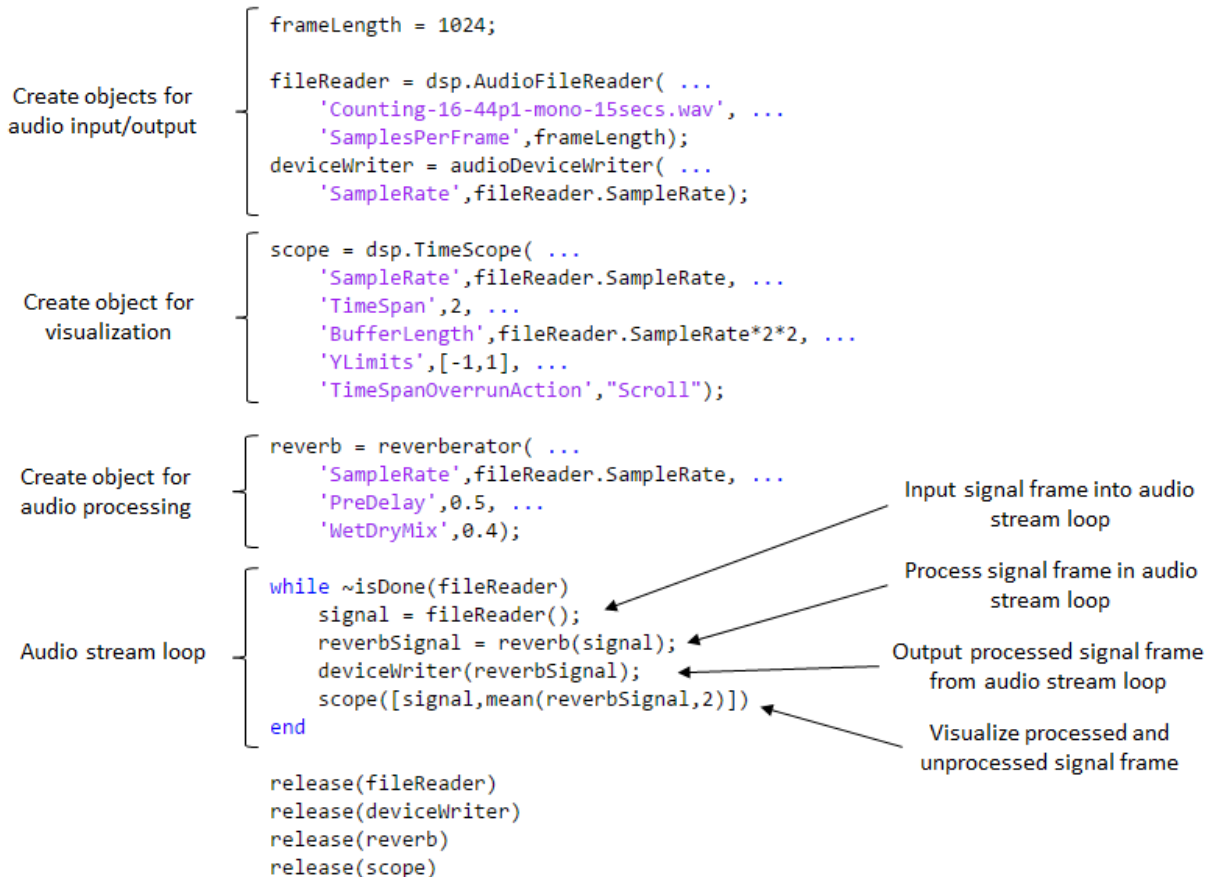 frameLength = 1024;
Create objects for
audio input/output
fileReader = dsp.AudioFileReader( ...
'Counting-16-44p1-mono-15secs.wav', ...
'SamplesPerFrame',frameLength);
deviceWriter = audioDeviceWriter( ...
'SampleRate',fileReader.SampleRate);
Create object for
visualization
scope = dsp.TimeScope( ...
'SampleRate',fileReader.SampleRate, ...
'TimeSpan',2, ...
'BufferLength',fileReader.SampleRate*2*2, ...
'YLimits',[-1,1], ...
'TimeSpanOverrunAction',"Scroll");
Create object for
audio processing
reverb = reverberator( ...
'SampleRate',fileReader.SampleRate, ...
'PreDelay',0.5, ...
'WetDryMix',0.4);
Audio stream loop
while ~isDone(fileReader)
signal = fileReader();
reverbSignal = reverb(signal);
deviceWriter(reverbSignal);
scope([signal,mean(reverbSignal,2)])
end
Input signal frame into audio
stream loop
Process signal frame in audio
stream loop
Output processed signal frame
from audio stream loop
Visualize processed and
unprocessed signal frame
release(fileReader)
release(deviceWriter)
release(reverb)
release(scope)